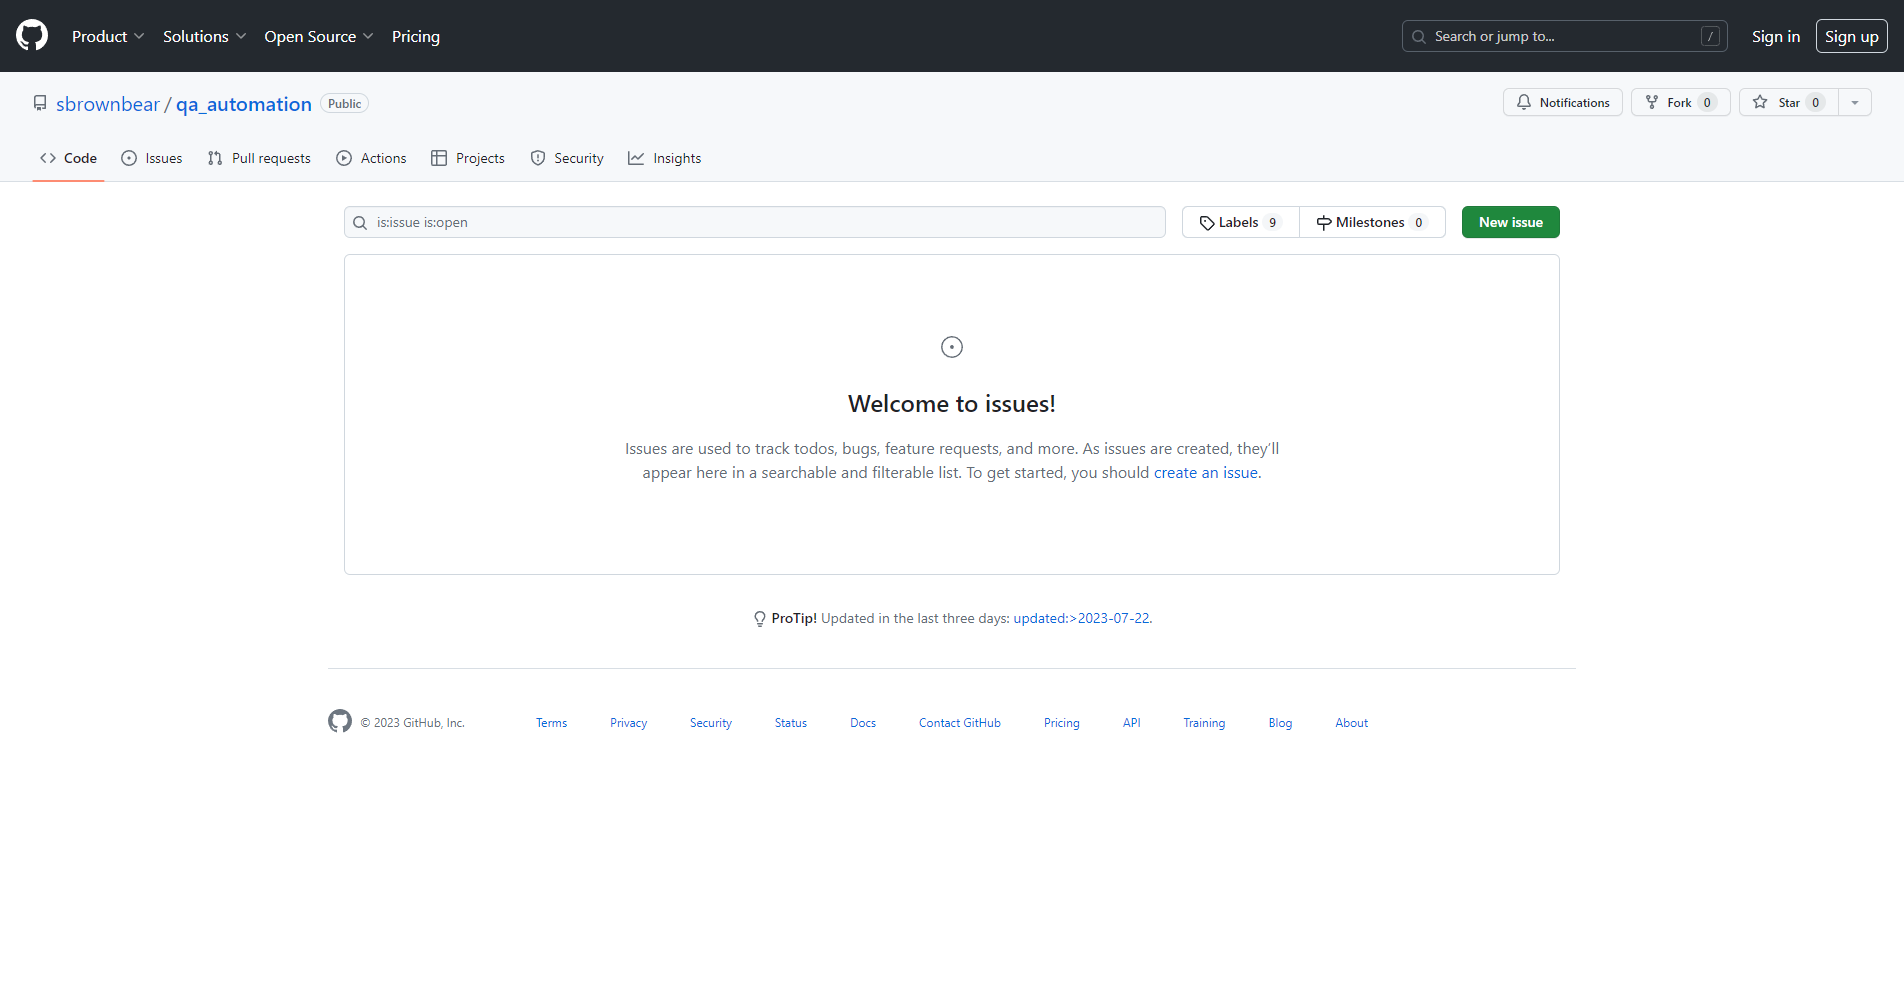 Product Solutions Open Source Pricing Search or jump to... / Sign in Sign up
sbrownbear / qa_automation Public Notifications Fork 0 Star 0
Code Issues Pull requests Actions Projects Security Insights
is:issue is:open Labels 9 Milestones 0 New issue
Welcome to issues!
Issues are used to track todos, bugs, feature requests, and more. As issues are created, they’ll
appear here in a searchable and filterable list. To get started, you should create an issue.
ProTip! Updated in the last three days: updated:>2023-07-22.
© 2023 GitHub, Inc. Terms Privacy Security Status Docs Contact GitHub Pricing API Training Blog About